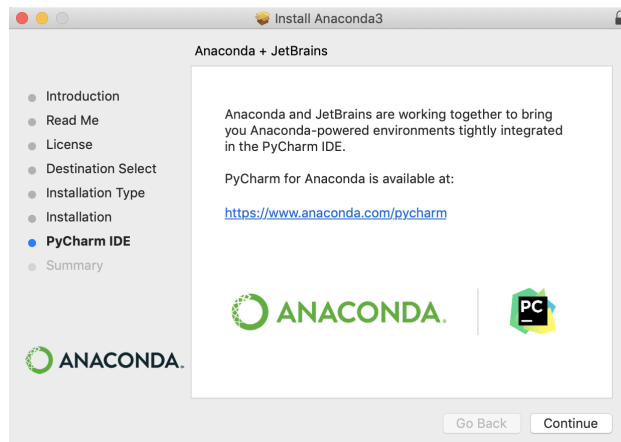 Install Anaconda3
Anaconda + JetBrains
Introduction
Read Me
License
Destination Select
Installation Type
Installation
PyCharm IDE
Summary
Anaconda and JetBrains are working together to bring
you Anaconda-powered environments tightly integrated
in the PyCharm IDE.
PyCharm for Anaconda is available at:
https://www.anaconda.com/pycharm
ANACONDA.
PC
ANACONDA.
Go Back
Continue